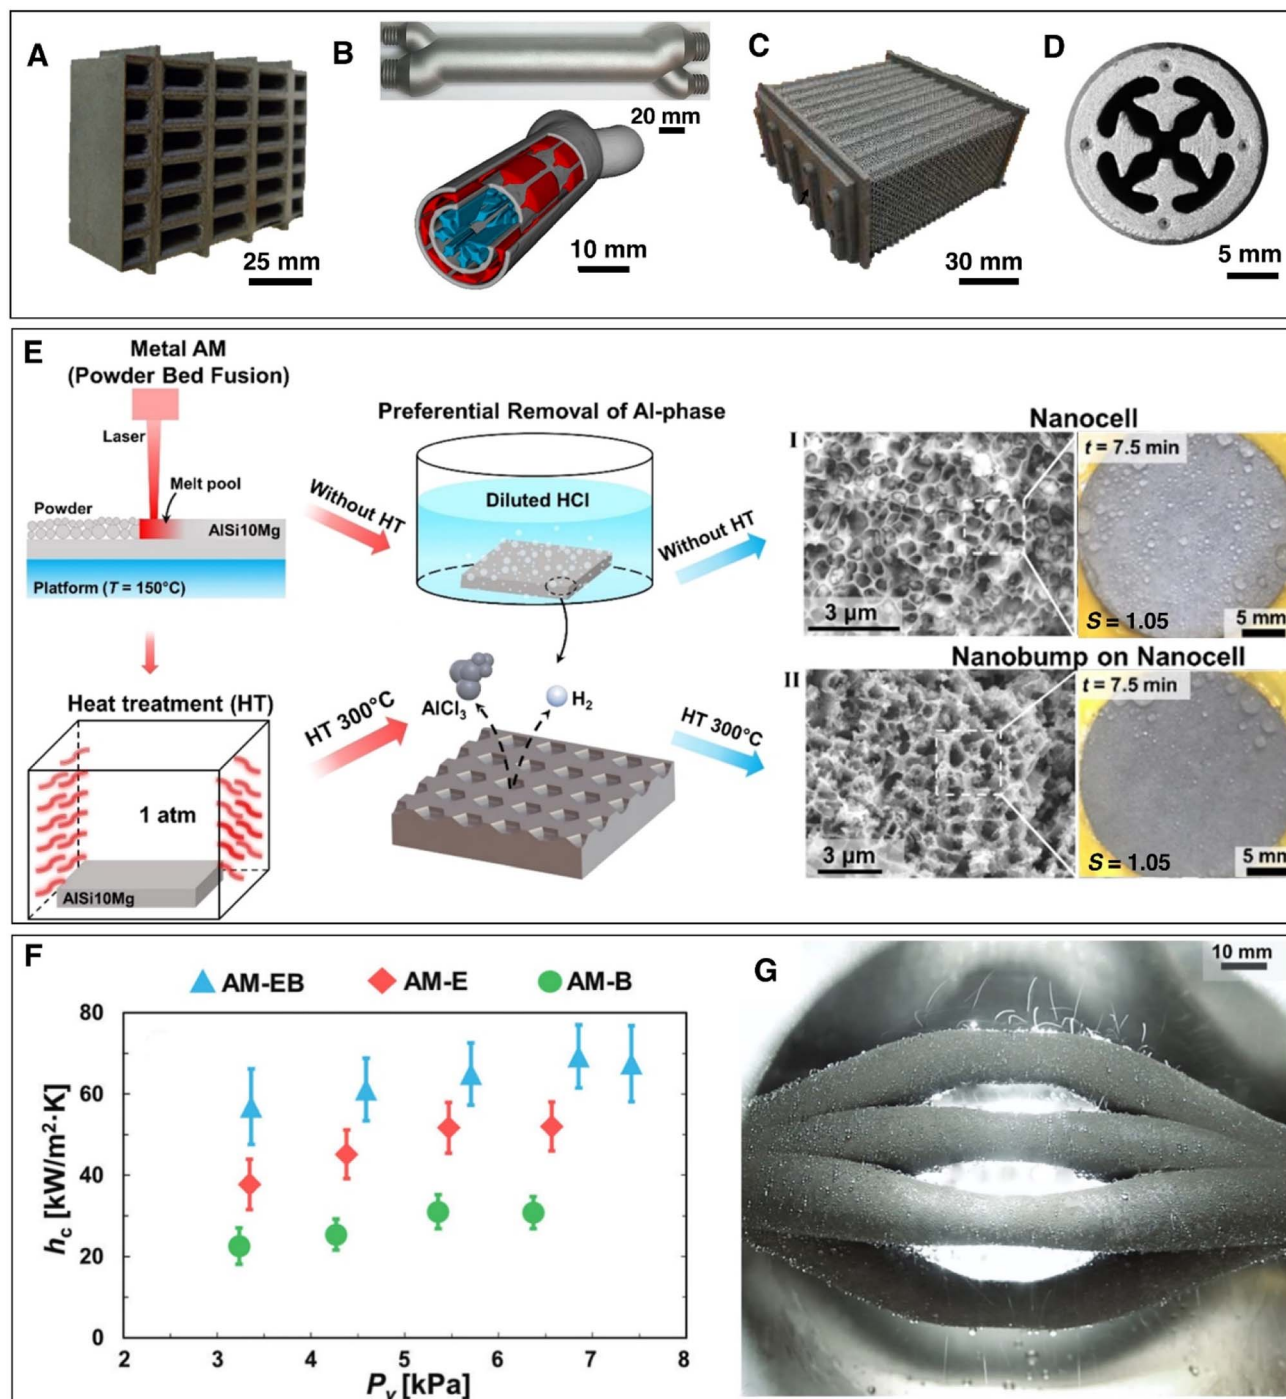 A
B
C
D
25 mm
20 mm
10 mm
30 mm
5 mm
E
Metal AM
(Powder Bed Fusion)
Laser
Melt pool
Powder
AlSi10Mg
Platform (T = 150°C)
Without HT
Preferential Removal of Al-phase
Diluted HCl
Without HT
Nanocell
I
t = 7.5 min
3 μm
S = 1.05
5 mm
Heat treatment (HT)
1 atm
AlSi10Mg
HT 300°C
AlCl₃
H₂
HT 300°C
Nanobump on Nanocell
II
t = 7.5 min
3 μm
S = 1.05
5 mm
F
AM-EB
AM-E
AM-B
80
60
40
20
0
2
3
4
5
6
7
8
h_c [kW/m²·K]
P_v [kPa]
G
10 mm